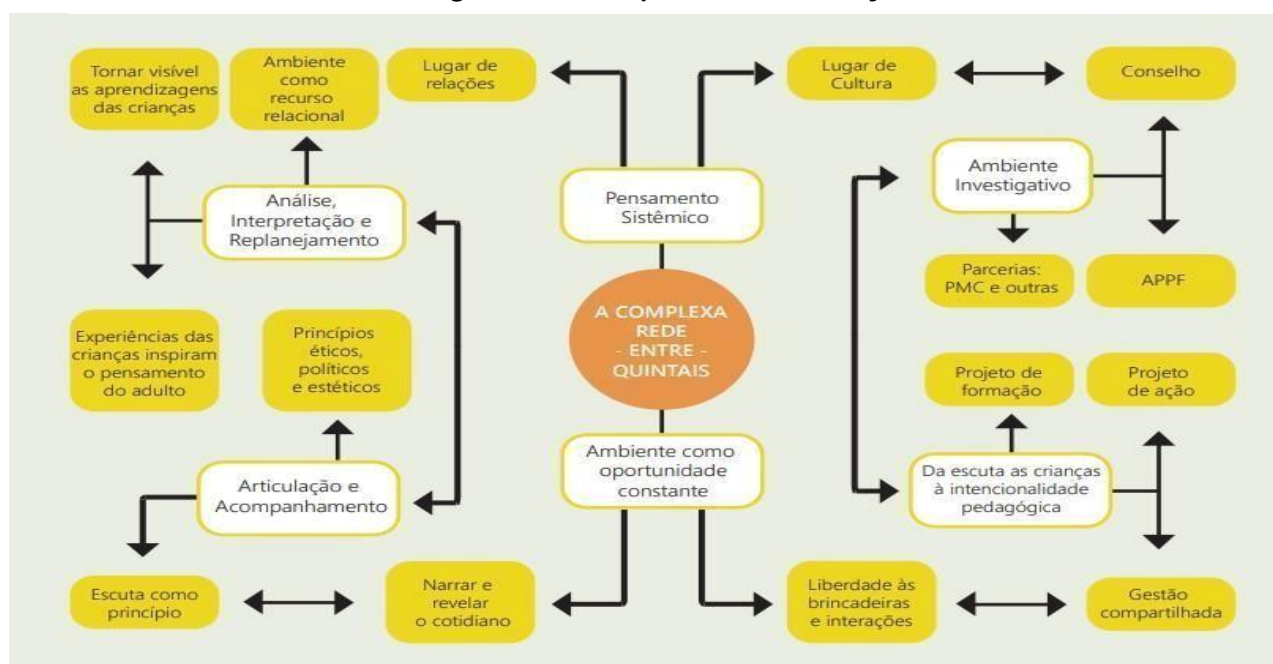 Tornar visível
as aprendizagens
das crianças
Ambiente
como
recurso
relacional
Lugar de
relações
Lugar de
Cultura
Conselho
Análise,
Interpretação e
Replanejamento
Pensamento
Sistêmico
Ambiente
Investigativo
Parcerias:
PMC e outras
APPF
Experiências das
crianças inspiram
o pensamento
do adulto
Princípios
éticos,
políticos
e estéticos
A COMPLEXA
REDE
- ENTRE -
QUINTAIS
Projeto de
formação
Projeto
de ação
Articulação e
Acompanhamento
Ambiente como
oportunidade
constante
Da escuta as crianças
à intencionalidade
pedagógica
Escuta como
princípio
Narrar e
revelar
o cotidiano
Liberdade às
brincadeiras
e interações
Gestão
compartilhada